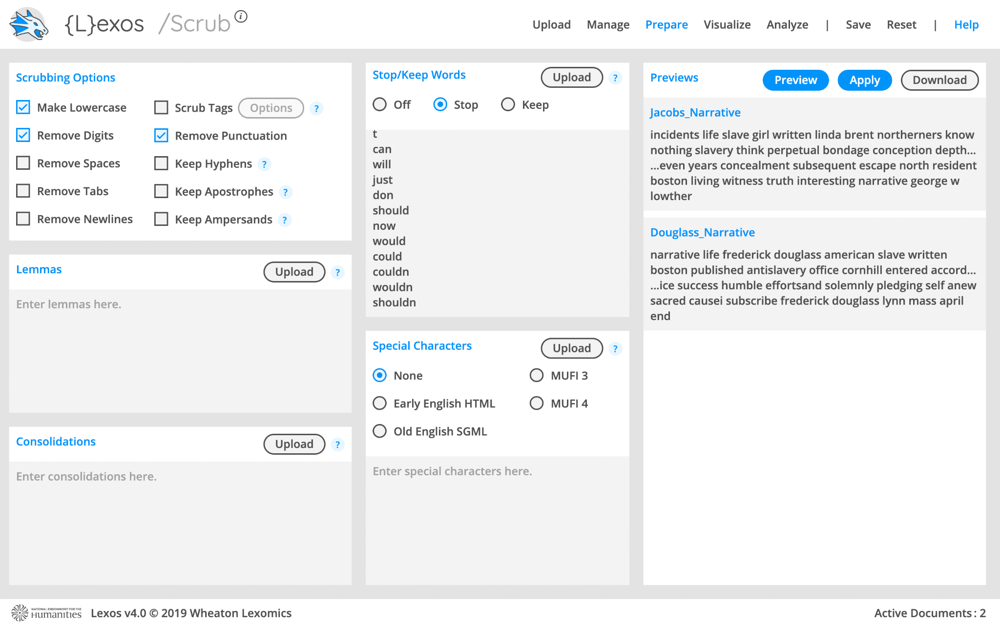 {L}exos /Scrub i
Upload Manage Prepare Visualize Analyze | Save Reset | Help
Scrubbing Options
Make Lowercase
Scrub Tags Options ?
Remove Digits
Remove Punctuation
Remove Spaces
Keep Hyphens ?
Remove Tabs
Keep Apostrophes ?
Remove Newlines
Keep Ampersands ?
Lemmas Upload ?
Enter lemmas here.
Consolidations Upload ?
Enter consolidations here.
Stop/Keep Words Upload ?
Off Stop Keep
t
can
will
just
don
should
now
would
could
couldn
wouldn
shouldn
Special Characters Upload ?
None MUFI 3
Early English HTML MUFI 4
Old English SGML
Enter special characters here.
Previews Preview Apply Download
Jacobs_Narrative
incidents life slave girl written linda brent northerners know
nothing slavery think perpetual bondage conception depth...
...even years concealment subsequent escape north resident
boston living witness truth interesting narrative george w
lowther
Douglass_Narrative
narrative life frederick douglass american slave written
boston published antislavery office cornhill entered accord...
...ice success humble effortsand solemnly pledging self anew
sacred causei subscribe frederick douglass lynn mass april
end
NATIONAL ENDOWMENT FOR THE
Humanities
Lexos v4.0 © 2019 Wheaton Lexomics
Active Documents : 2